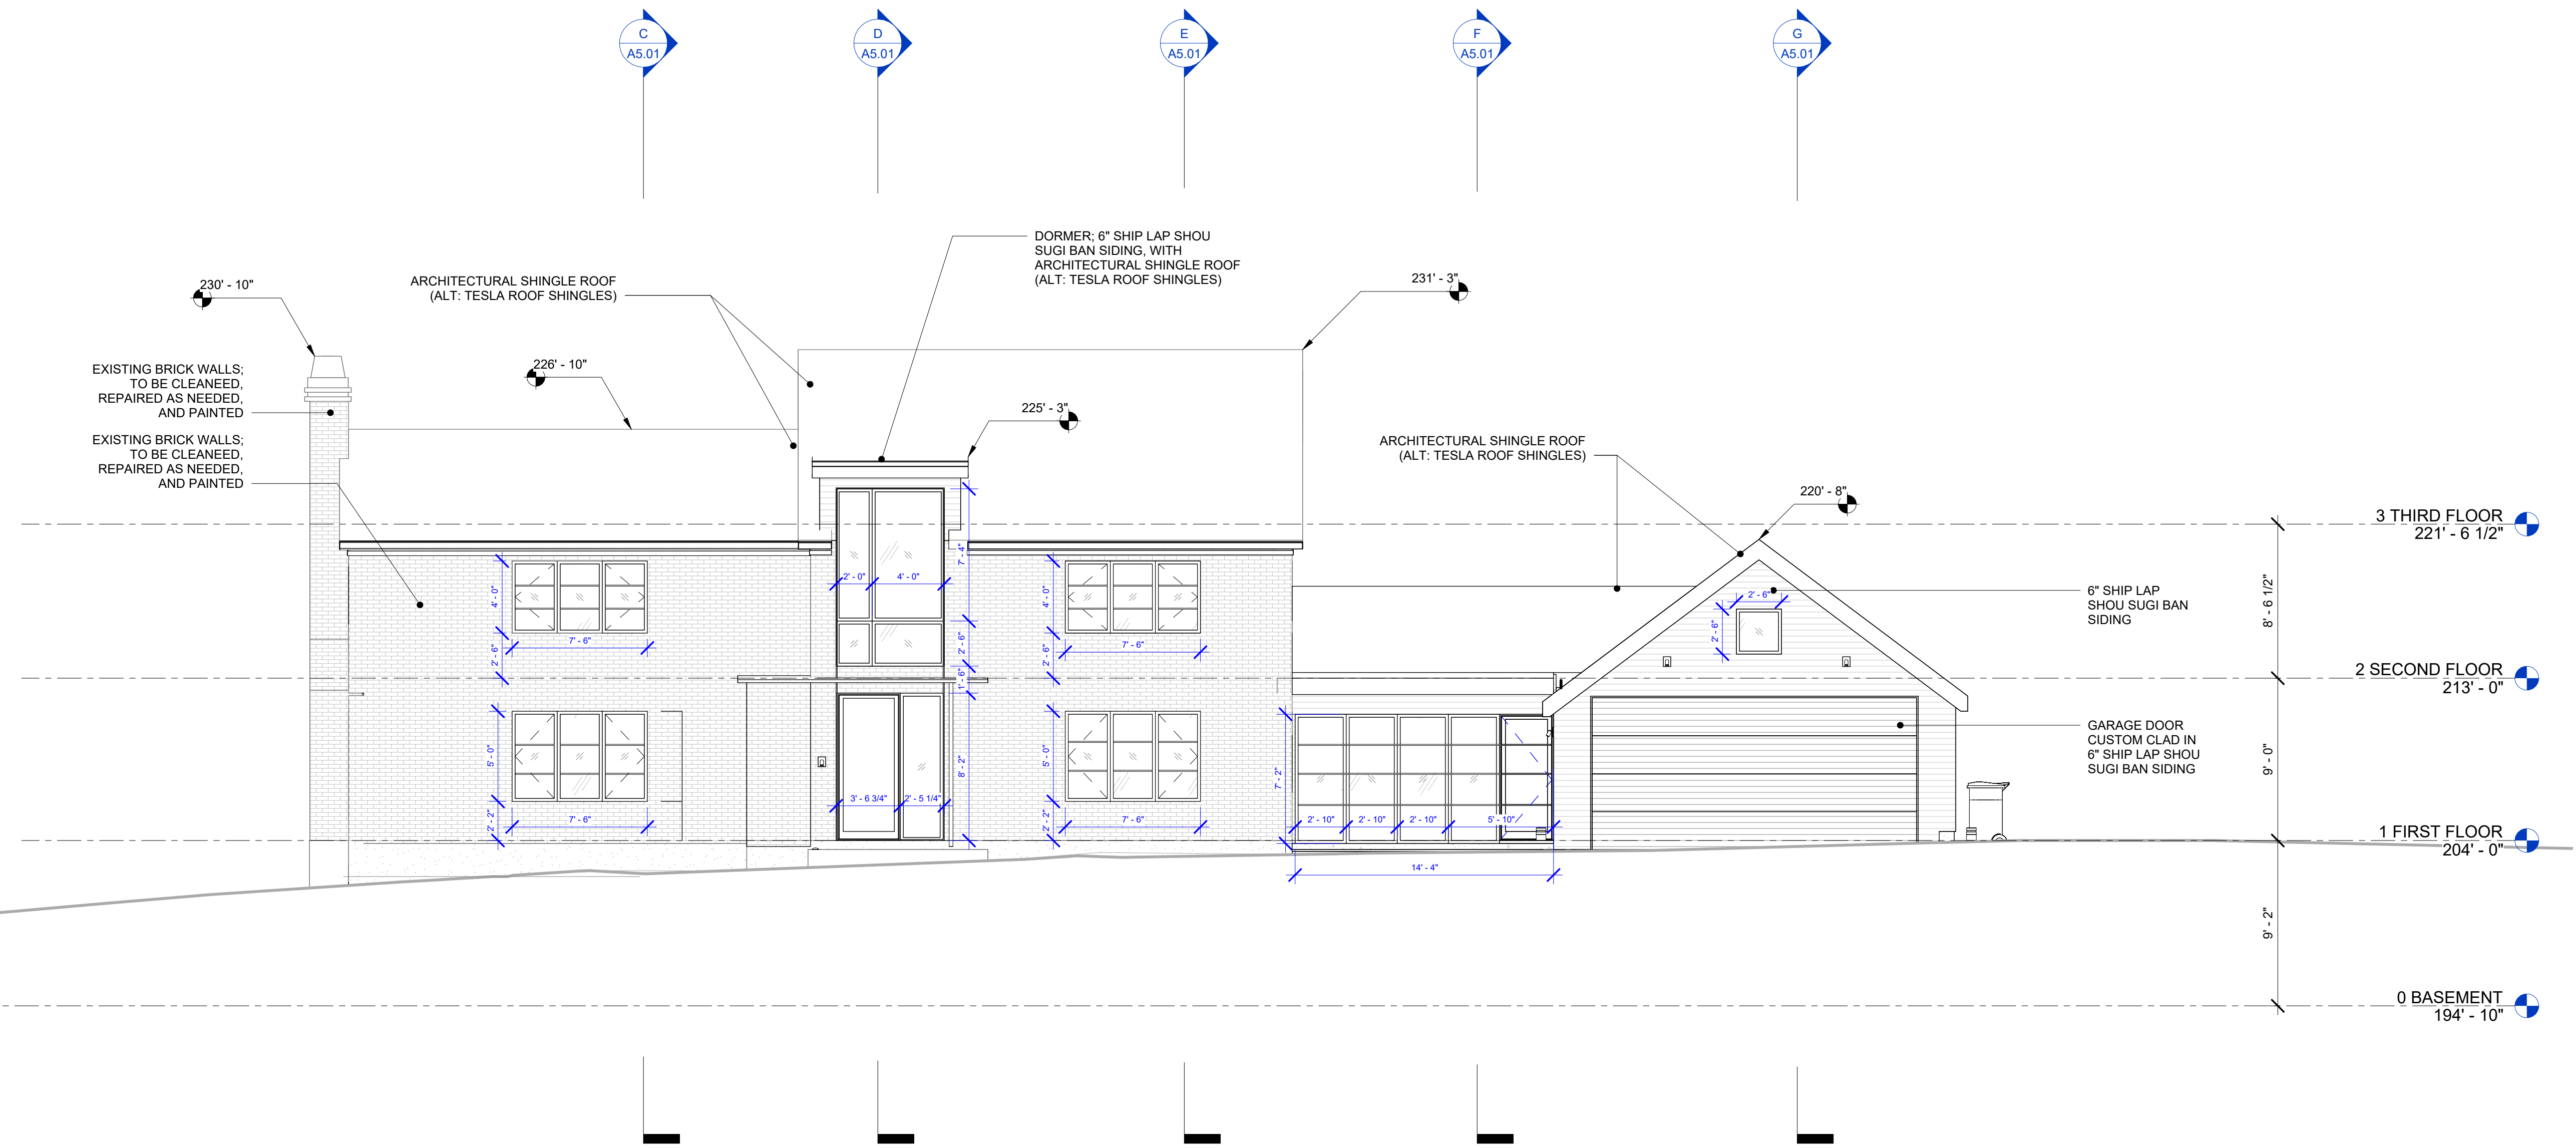 C
A5.01
D
A5.01
E
A5.01
F
A5.01
G
A5.01
DORMER; 6" SHIP LAP SHOU
SUGI BAN SIDING, WITH
ARCHITECTURAL SHINGLE ROOF
(ALT: TESLA ROOF SHINGLES)
ARCHITECTURAL SHINGLE ROOF
(ALT: TESLA ROOF SHINGLES)
230' - 10"
231' - 3"
EXISTING BRICK WALLS;
TO BE CLEANEED,
REPAIRED AS NEEDED,
AND PAINTED
226' - 10"
225' - 3"
EXISTING BRICK WALLS;
TO BE CLEANEED,
REPAIRED AS NEEDED,
AND PAINTED
ARCHITECTURAL SHINGLE ROOF
(ALT: TESLA ROOF SHINGLES)
220' - 8"
3 THIRD FLOOR
221' - 6 1/2"
7' - 4"
2' - 0"
4' - 0"
4' - 0"
4' - 0"
2' - 6"
2' - 6"
6" SHIP LAP
SHOU SUGI BAN
SIDING
8' - 6 1/2"
7' - 6"
7' - 6"
2' - 6"
2' - 6"
2' - 6"
1' - 6"
2 SECOND FLOOR
213' - 0"
GARAGE DOOR
CUSTOM CLAD IN
6" SHIP LAP SHOU
SUGI BAN SIDING
5' - 0"
8' - 2"
5' - 0"
7' - 2"
9' - 0"
3' - 6 3/4"
2' - 5 1/4"
2' - 2"
7' - 6"
2' - 2"
7' - 6"
2' - 10"
2' - 10"
2' - 10"
5' - 10"
1 FIRST FLOOR
204' - 0"
14' - 4"
9' - 2"
0 BASEMENT
194' - 10"